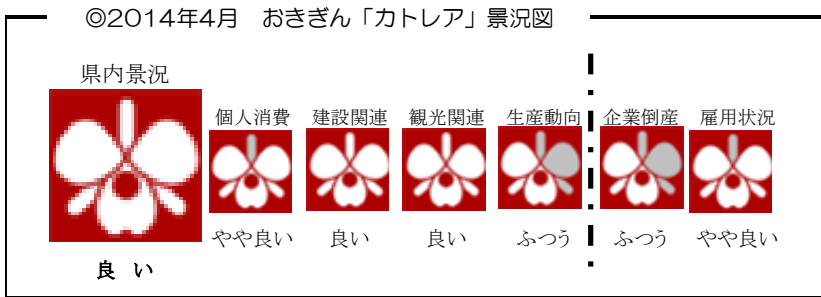 ◎2014年4月 おきぎん「カトレア」景況図
県内景況
個人消費 建設関連 観光関連 生産動向 企業倒産 雇用状況
やや良い 良い 良い ふつう ふつう やや良い
良 い